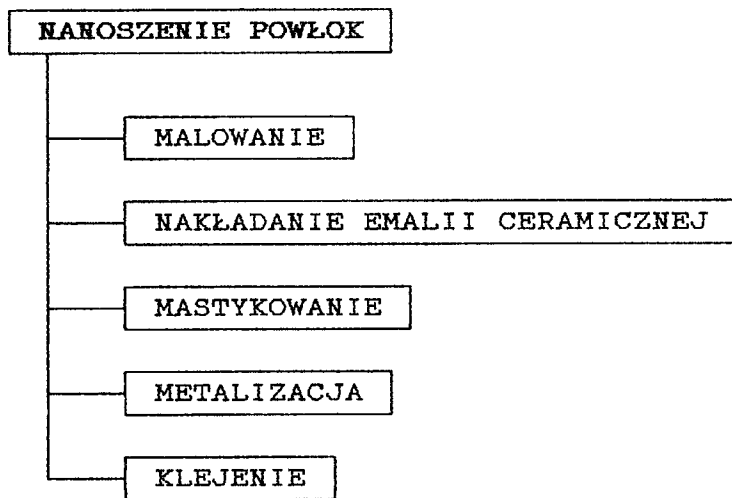 NANOSZENIE POWŁOK
MALOWANIE
NAKŁADANIE EMALII CERAMICZNEJ
MASTYKOWANIE
METALIZACJA
KLEJENIE